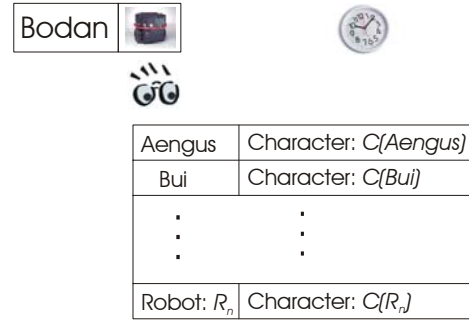 Bodan
Aengus Character: C(Aengus)
Bui Character: C(Bui)
Robot: Rₙ Character: C(Rₙ)